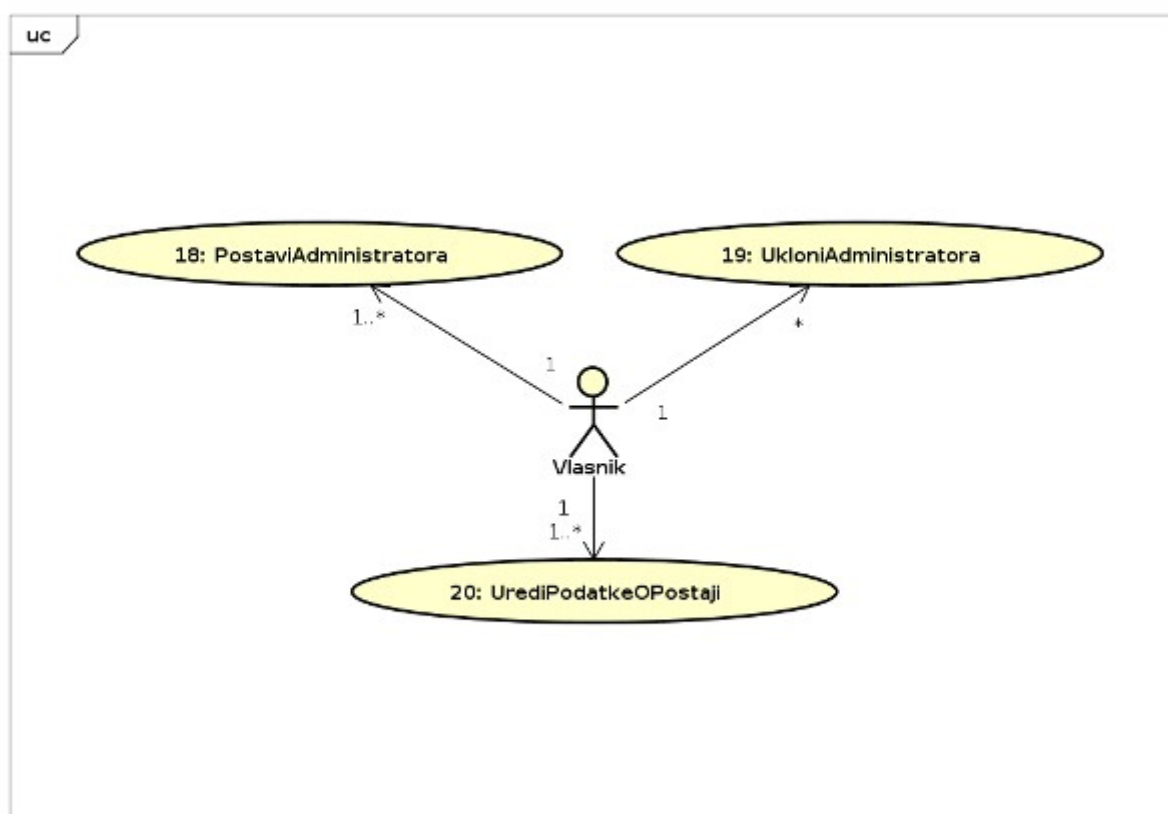 uc
18: PostaviAdministratora
19: UkloniAdministratora
1..*
*
1
1
Vlasnik
1
1..*
20: UrediPodatkeOPostaji